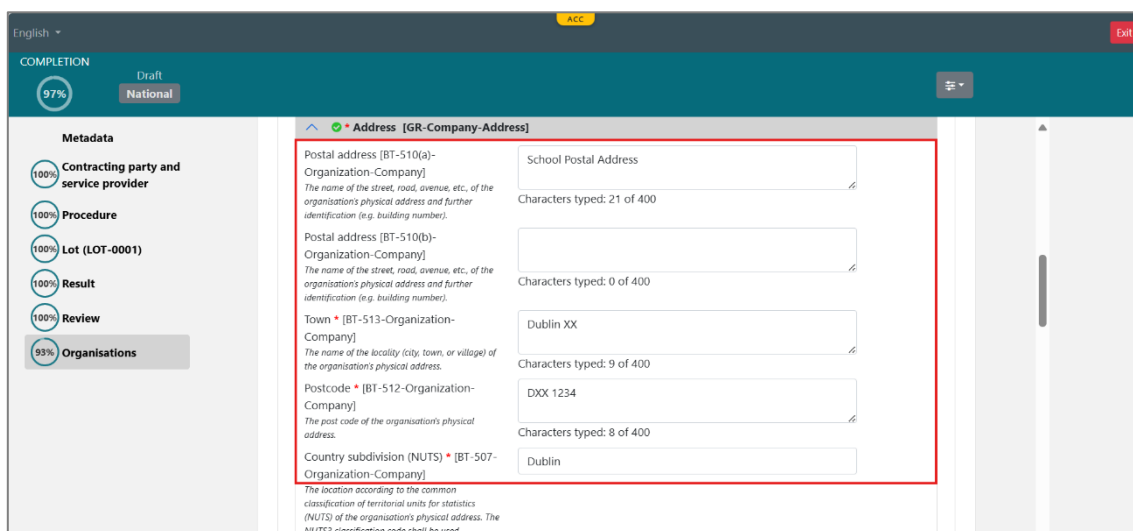 ACC
English
Exit
COMPLETION
97%
Draft
National
Metadata
100% Contracting party and
service provider
100% Procedure
100% Lot (LOT-0001)
100% Result
100% Review
93% Organisations
* Address [GR-Company-Address]
Postal address [BT-510(a)-
Organization-Company]
The name of the street, road, avenue, etc., of the
organisation's physical address and further
identification (e.g. building number).
School Postal Address
Characters typed: 21 of 400
Postal address [BT-510(b)-
Organization-Company]
The name of the street, road, avenue, etc., of the
organisation's physical address and further
identification (e.g. building number).
Characters typed: 0 of 400
Town * [BT-513-Organization-
Company]
The name of the locality (city, town, or village) of
the organisation's physical address.
Dublin XX
Characters typed: 9 of 400
Postcode * [BT-512-Organization-
Company]
The post code of the organisation's physical
address.
DXX 1234
Characters typed: 8 of 400
Country subdivision (NUTS) * [BT-507-
Organization-Company]
The location according to the common
classification of territorial units for statistics
(NUTS) of the organisation's physical address. The
NUTS3 classification code shall be used
Dublin